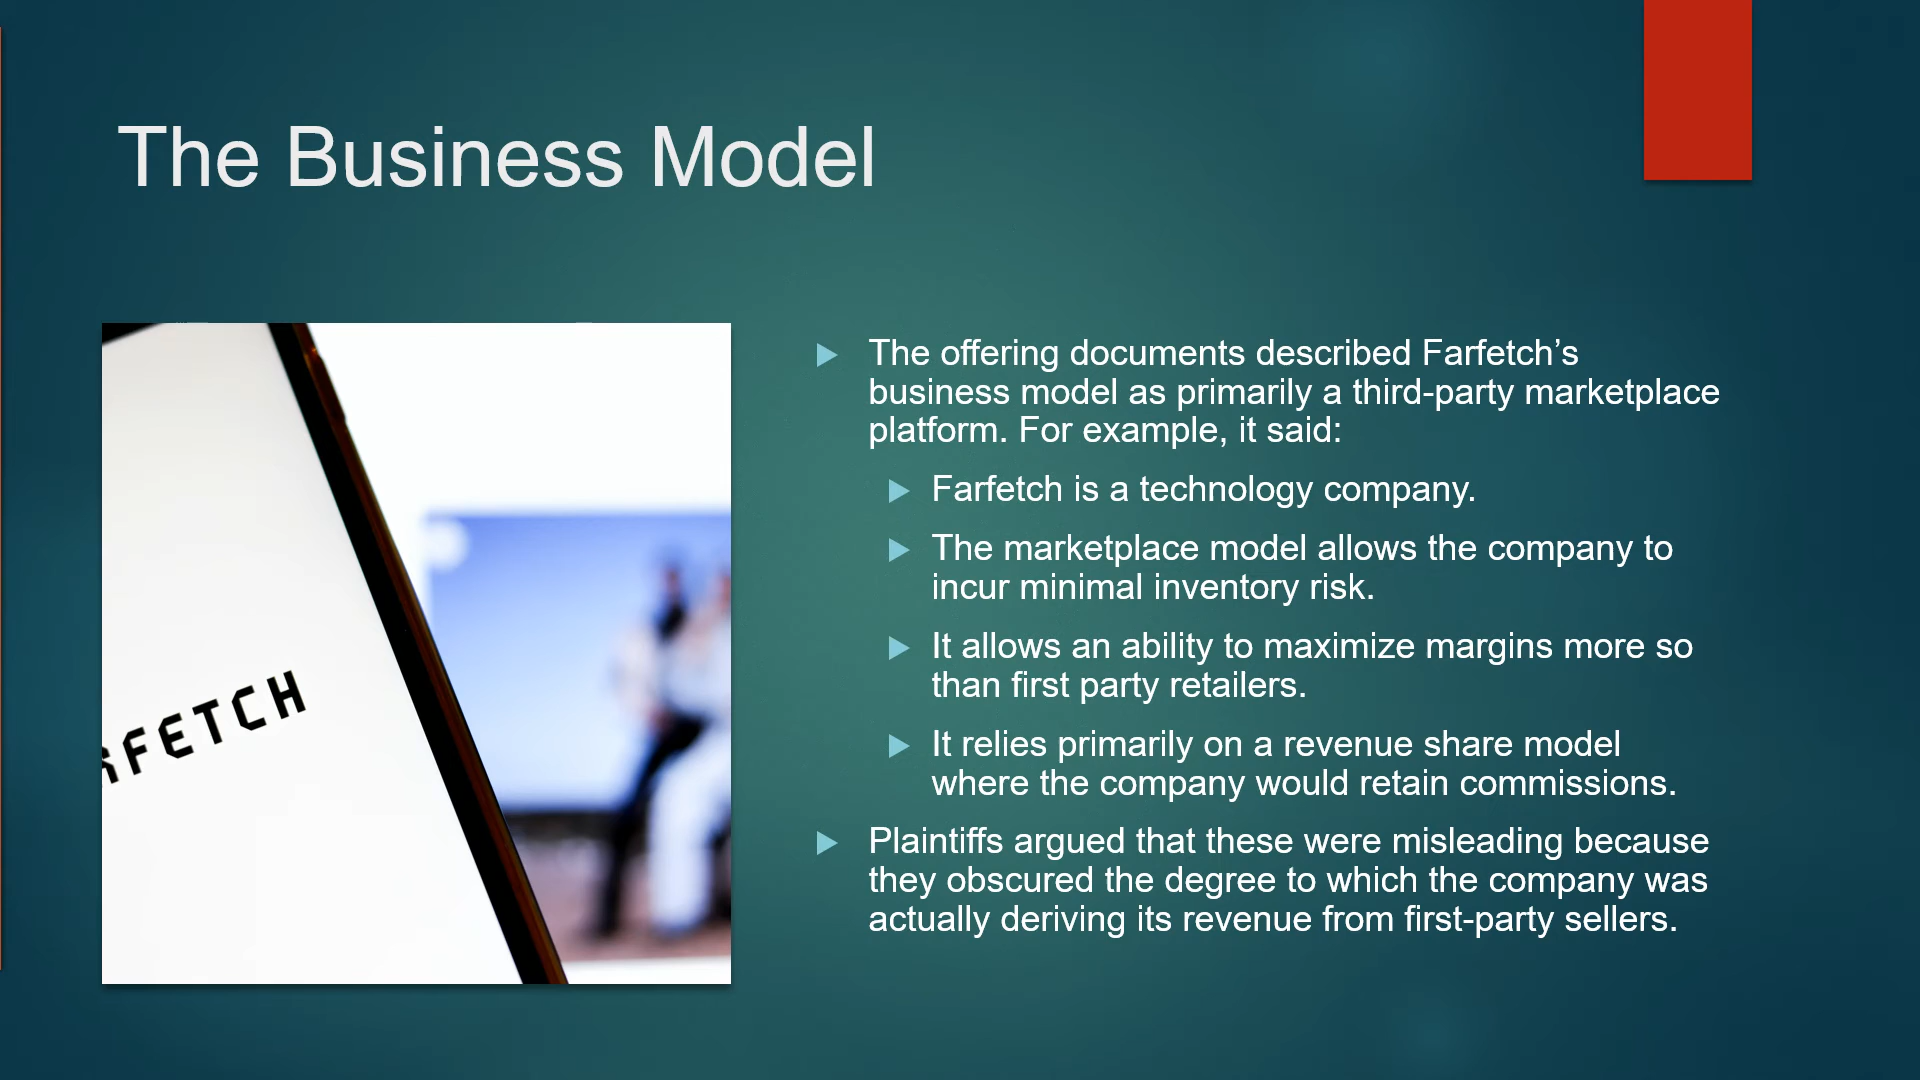 The Business Model
RFETCH
The offering documents described Farfetch’s
business model as primarily a third-party marketplace
platform. For example, it said:
Farfetch is a technology company.
The marketplace model allows the company to
incur minimal inventory risk.
It allows an ability to maximize margins more so
than first party retailers.
It relies primarily on a revenue share model
where the company would retain commissions.
Plaintiffs argued that these were misleading because
they obscured the degree to which the company was
actually deriving its revenue from first-party sellers.